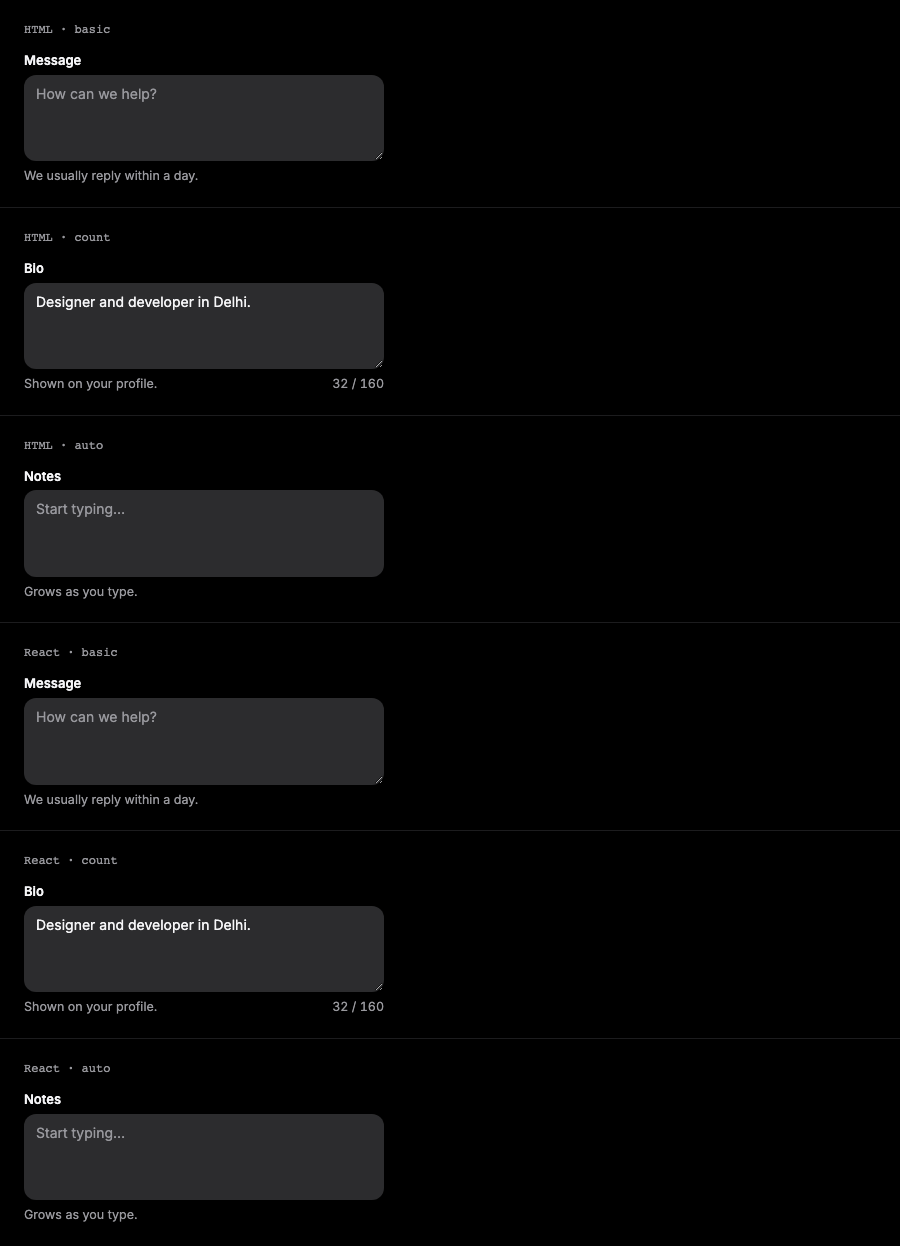 HTML · basic
Message
How can we help?
We usually reply within a day.
HTML · count
Bio
Designer and developer in Delhi.
Shown on your profile. 32 / 160
HTML · auto
Notes
Start typing...
Grows as you type.
React · basic
Message
How can we help?
We usually reply within a day.
React · count
Bio
Designer and developer in Delhi.
Shown on your profile. 32 / 160
React · auto
Notes
Start typing...
Grows as you type.